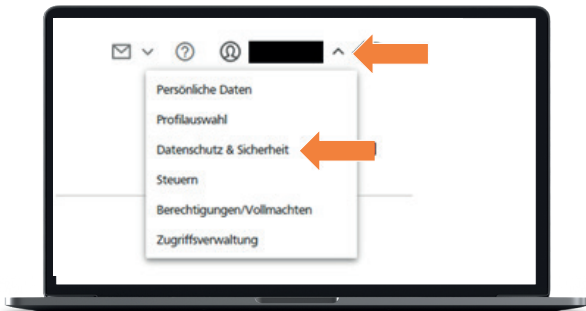 Persönliche Daten
Profilauswahl
Datenschutz & Sicherheit
Steuern
Berechtigungen/Vollmachten
Zugriffsverwaltung